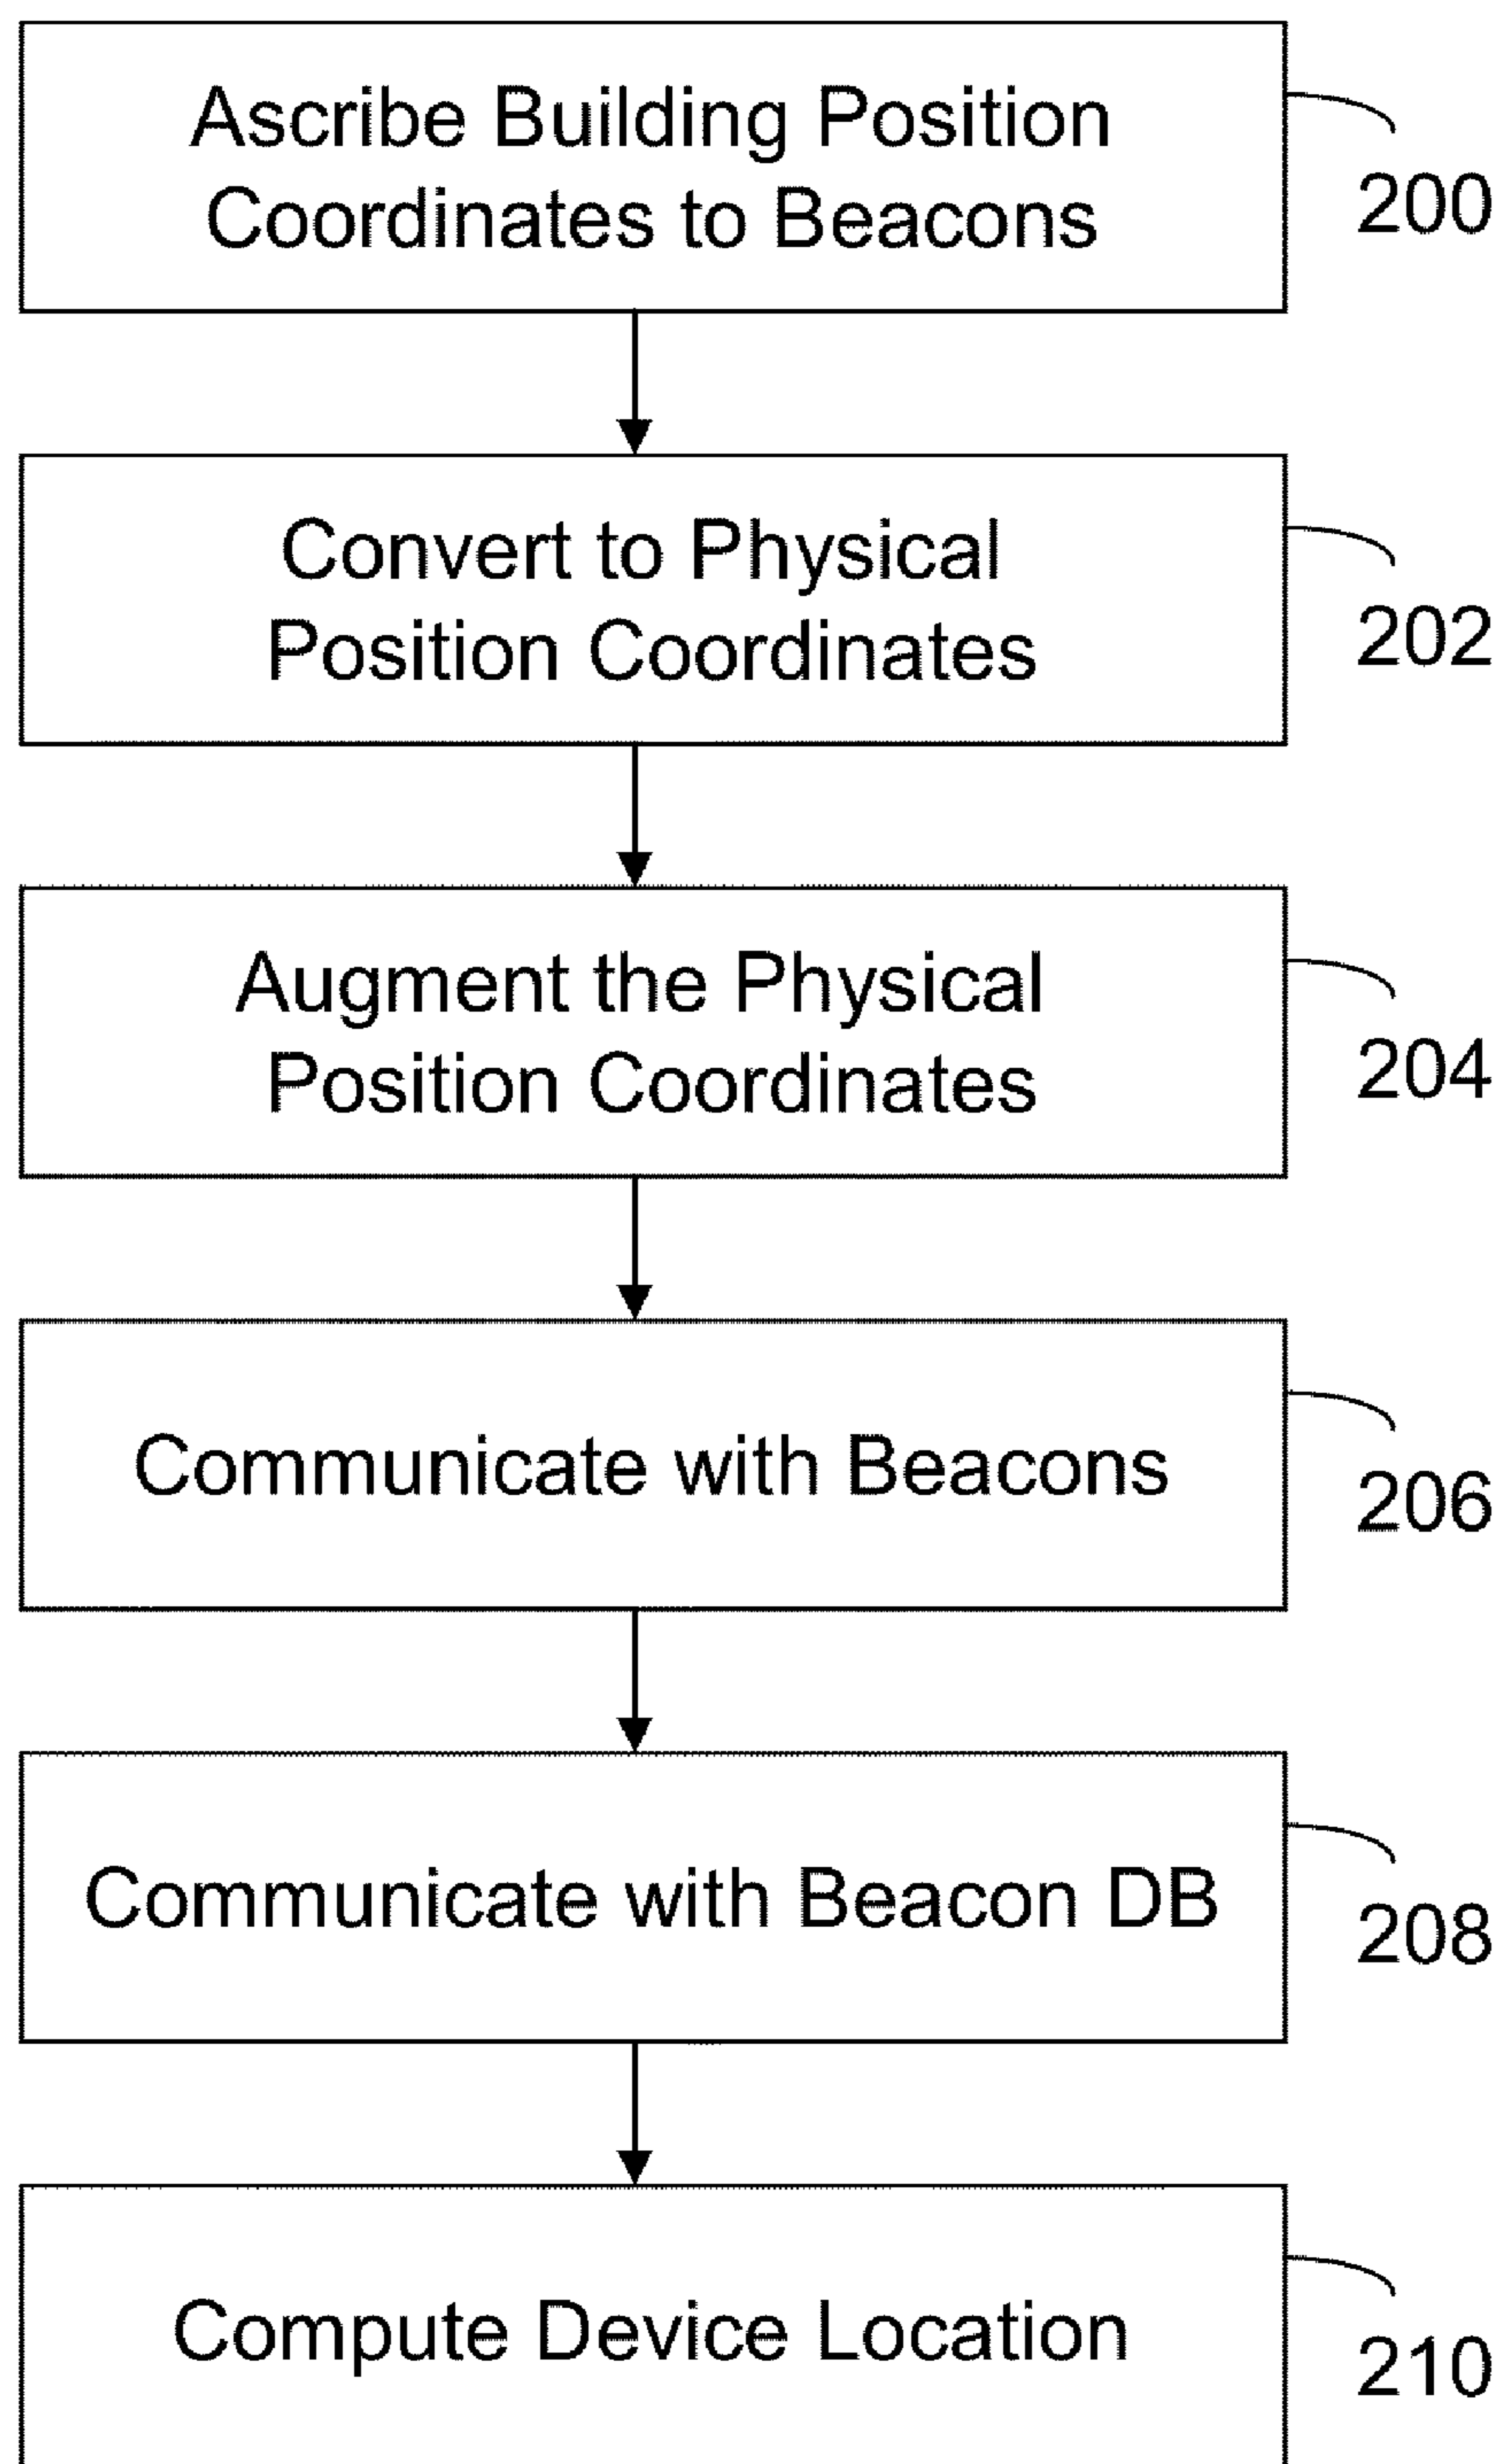 Ascribe Building Position
Coordinates to Beacons
200
Convert to Physical
Position Coordinates
202
Augment the Physical
Position Coordinates
204
Communicate with Beacons
206
Communicate with Beacon DB
208
Compute Device Location
210